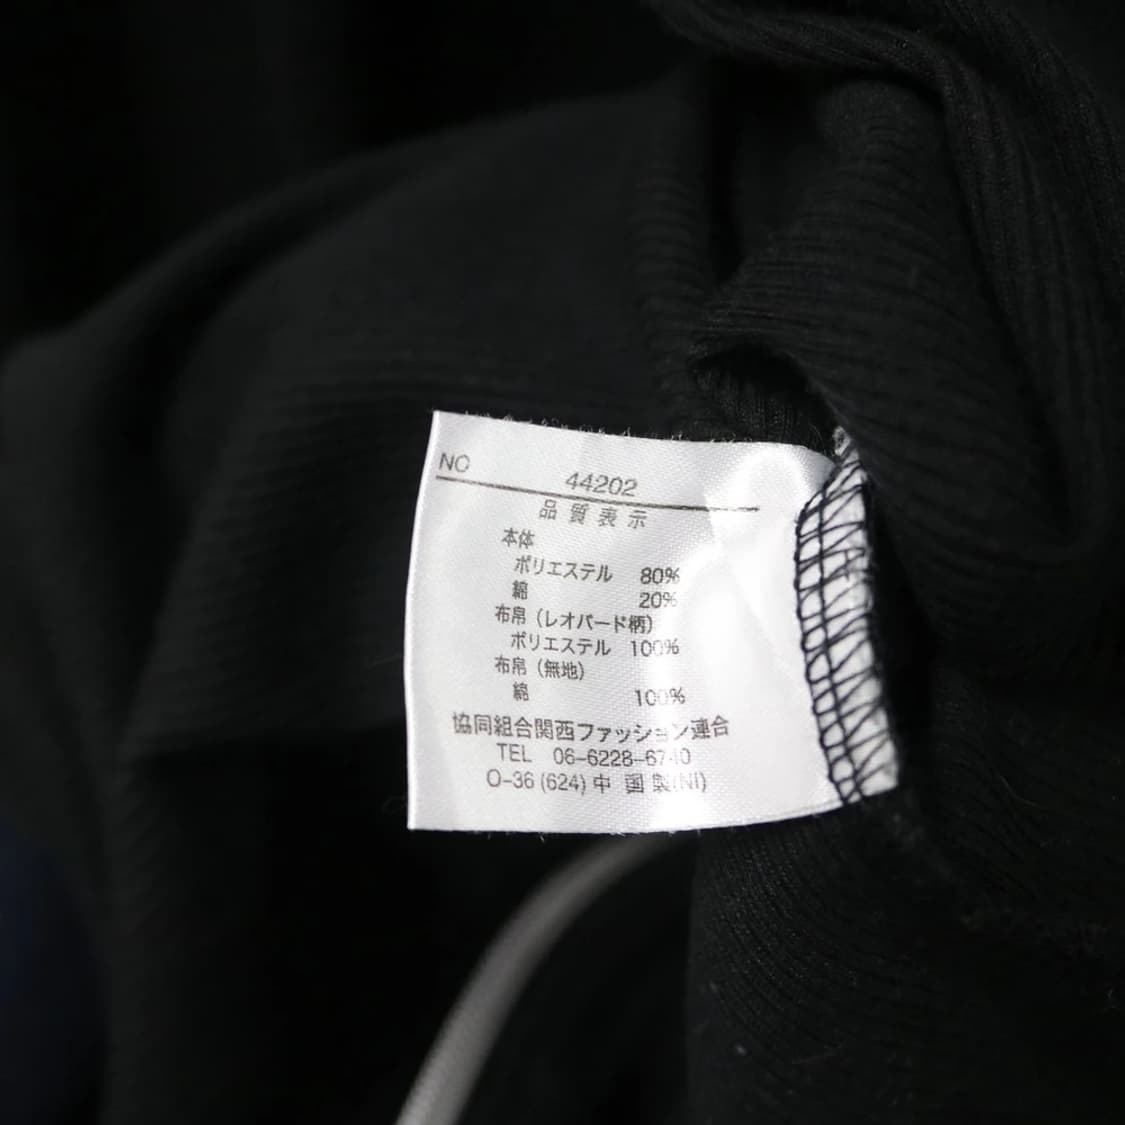 NO 44202
品質表示
本体
ポリエステル 80%
綿 20%
布帛（レオパード柄）
ポリエステル 100%
布帛（無地）
綿 100%
協同組合関西ファッション連合
TEL 06-6228-6710
O-36 (624) 中 国 製(NI)